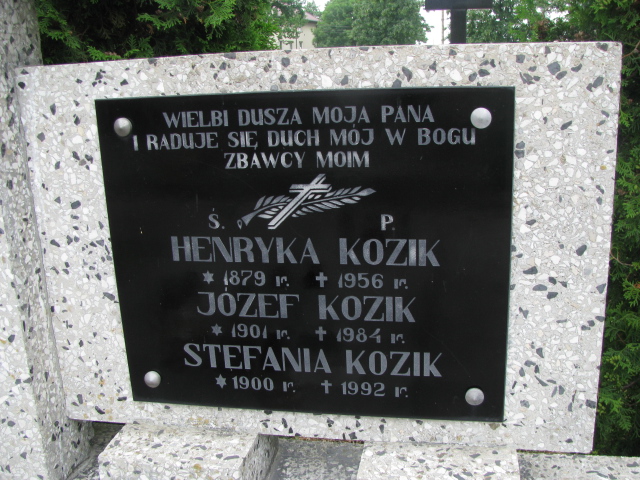 WIELBI DUSZA MOJA PANA
I RADUJE SIĘ DUCH MÓJ W BOGU
ZBAWCY MOIM
Ś. P.
HENRYKA KOZIK
* 1879 r. + 1956 r.
JÓZEF KOZIK
* 1901 r. + 1984 r.
STEFANIA KOZIK
* 1900 r. + 1992 r.